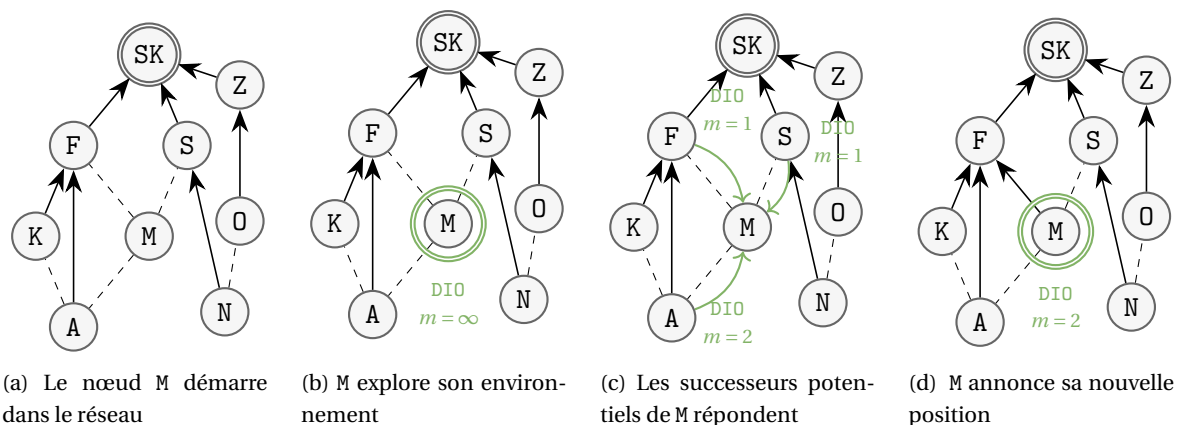 SK
Z
F
S
K
M
O
A
N
(a) Le nœud M démarre
dans le réseau
SK
Z
F
S
K
M
O
A
N
DIO
m = ∞
(b) M explore son environ-
nement
SK
Z
DIO
m = 1
F
S
DIO
m = 1
K
M
O
A
N
DIO
m = 2
(c) Les successeurs poten-
tiels de M répondent
SK
Z
F
S
K
M
O
A
N
DIO
m = 2
(d) M annonce sa nouvelle
position